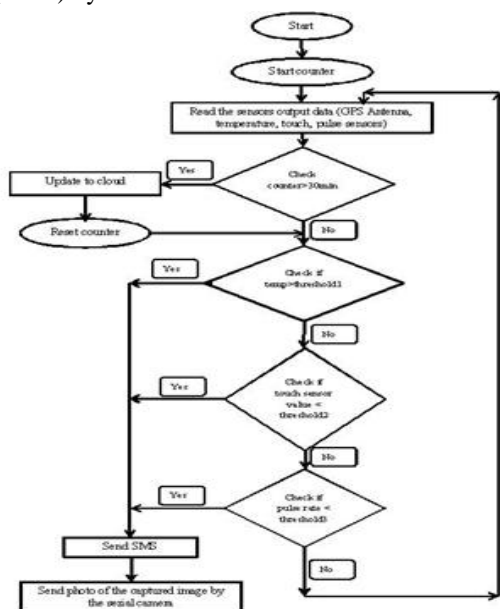 Start
Start counter
Read the sensors output data (GPS Antenna,
temperature, touch, pulse sensors)
Yes
Check
counter>30min
Update to cloud
Reset counter
No
Yes
Check if
temp>threshold1
No
Yes
Check if
touch sensor
value <
threshold2
No
Yes
Check if
pulse rate <
threshold3
Send SMS
No
Send photo of the captured image by
the serial camera